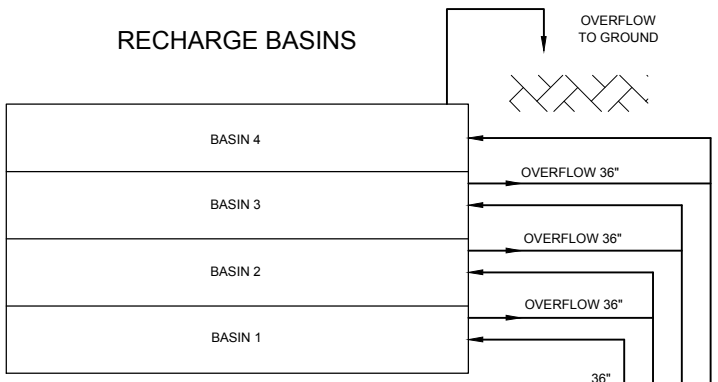 RECHARGE BASINS
OVERFLOW
TO GROUND
BASIN 4
OVERFLOW 36"
BASIN 3
OVERFLOW 36"
BASIN 2
OVERFLOW 36"
BASIN 1
36"